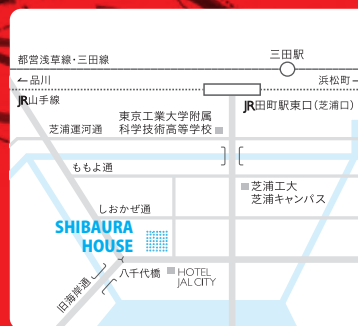 都営浅草線・三田線
三田駅
←品川
浜松町→
JR山手線
JR田町駅東口(芝浦口)
東京工業大学附属
科学技術高等学校
芝浦運河通
ももよ通
芝浦工大
芝浦キャンパス
しおかぜ通
SHIBAURA
HOUSE
八千代橋
HOTEL
JAL CITY
旧海岸通